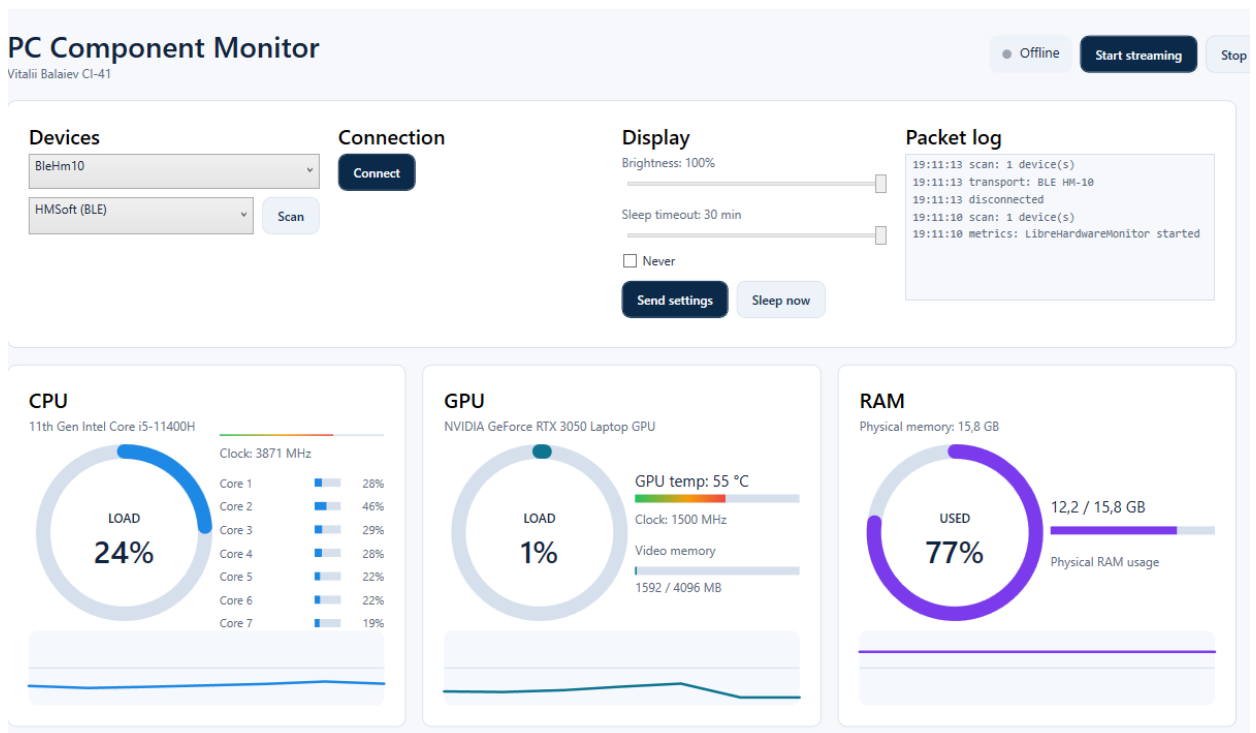 PC Component Monitor
Vitalii Balaiev CI-41
Offline
Start streaming
Stop
Devices
BleHm10
HMSoft (BLE)
Scan
Connection
Connect
Display
Brightness: 100%
Sleep timeout: 30 min
Never
Send settings
Sleep now
Packet log
19:11:13 scan: 1 device(s)
19:11:13 transport: BLE HM-10
19:11:13 disconnected
19:11:10 scan: 1 device(s)
19:11:10 metrics: LibreHardwareMonitor started
CPU
11th Gen Intel Core i5-11400H
LOAD
24%
Clock: 3871 MHz
Core 1 28%
Core 2 46%
Core 3 29%
Core 4 28%
Core 5 22%
Core 6 22%
Core 7 19%
GPU
NVIDIA GeForce RTX 3050 Laptop GPU
LOAD
1%
GPU temp: 55 °C
Clock: 1500 MHz
Video memory
1592 / 4096 MB
RAM
Physical memory: 15,8 GB
USED
77%
12,2 / 15,8 GB
Physical RAM usage